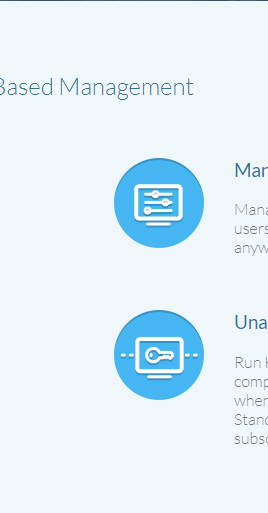 Based Management
Man
Mana
users
anyw
Una
Run
comp
when
Stand
subsc